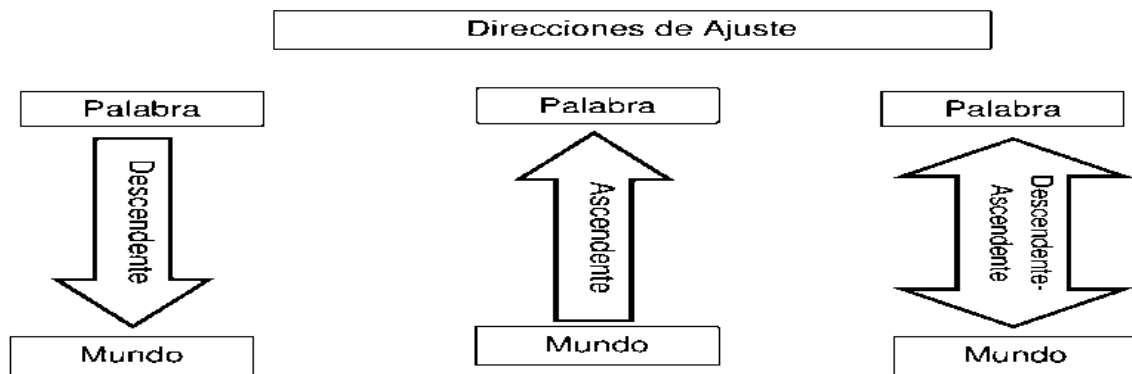 Direcciones de Ajuste
Palabra
Palabra
Palabra
Descendente
Ascendente
Descendente-
Ascendente
Mundo
Mundo
Mundo